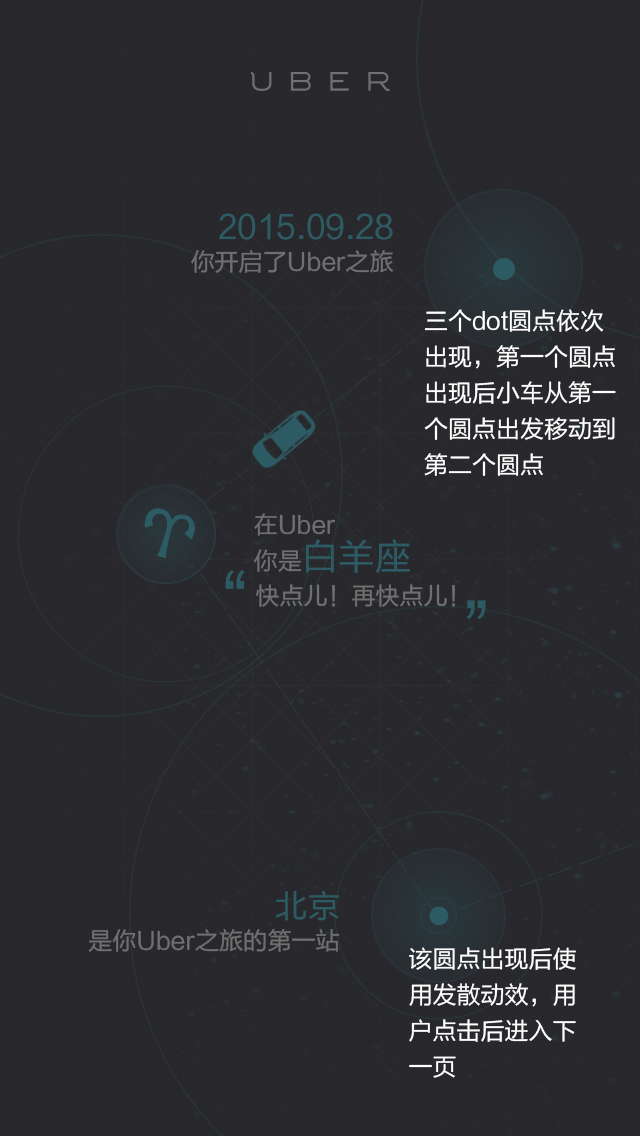 UBER
2015.09.28
你开启了Uber之旅
三个dot圆点依次
出现，第一个圆点
出现后小车从第一
个圆点出发移动到
第二个圆点
在Uber
你是白羊座
“快点儿！再快点儿！”
北京
是你Uber之旅的第一站
该圆点出现后使
用发散动效，用
户点击后进入下
一页